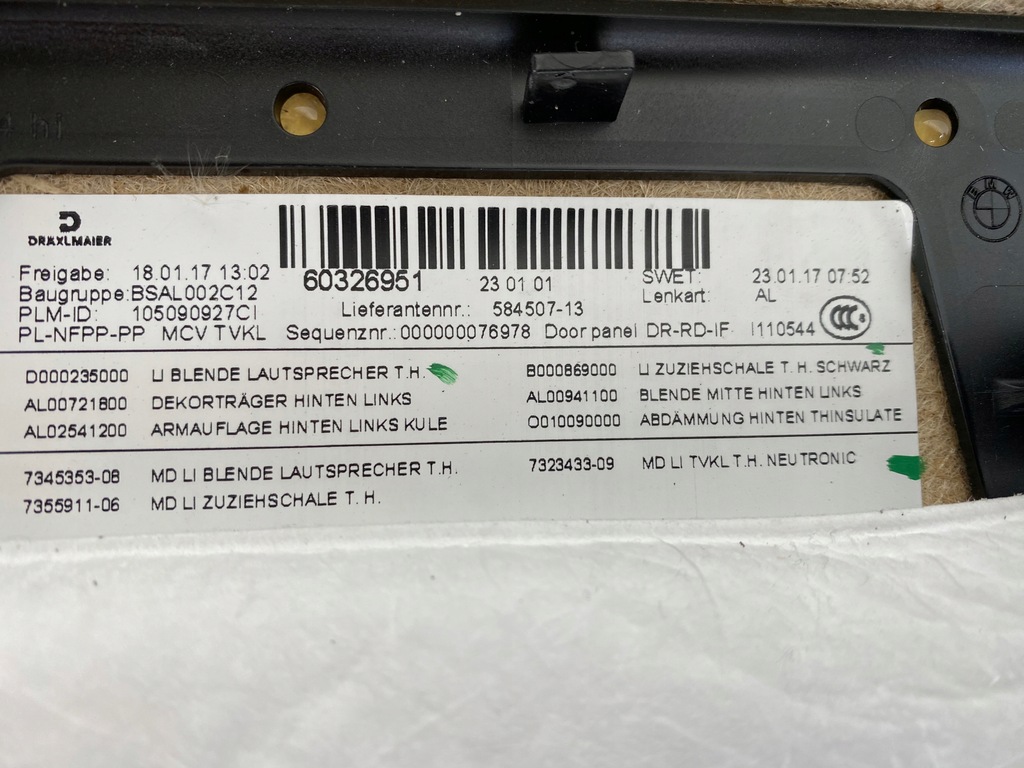 BMW
DRÄXLMAIER
Freigabe: 18.01.17 13:02
60326951 23 01 01
SWET: 23.01.17 07:52
Baugruppe: BSAL002C12
Lenkart: AL
PLM-ID: 105090927CI
Lieferantennr.: 584507-13
PL-NFPP-PP MCV TVKL Sequenznr.:000000076978 Door panel DR-RD-IF I110544 CCC S
D000235000 LI BLENDE LAUTSPRECHER T.H. B000869000 LI ZUZIEHSCHALE T. H. SCHWARZ
AL00721800 DEKORTRÄGER HINTEN LINKS AL00941100 BLENDE MITTE HINTEN LINKS
AL02541200 ARMAUFLAGE HINTEN LINKS KULE O010090000 ABDÄMMUNG HINTEN THINSULATE
7345353-08 MD LI BLENDE LAUTSPRECHER T.H. 7323433-09 MD LI TVKL T.H. NEUTRONIC
7355911-06 MD LI ZUZIEHSCHALE T. H.